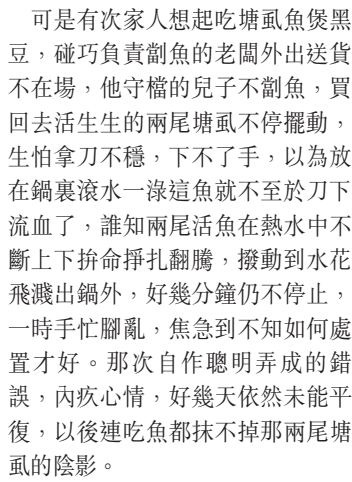 可是有次家人想起吃塘虱魚煲黑
豆，碰巧負責劏魚的老闆外出送貨
不在場，他守檔的兒子不劏魚，買
回去活生生的兩尾塘虱不停擺動，
生怕拿刀不穩，下不了手，以為放
在鍋裏滾水一淥這魚就不至於刀下
流血了，誰知兩尾活魚在熱水中不
斷上下拚命掙扎翻騰，撥動到水花
飛濺出鍋外，好幾分鐘仍不停止，
一時手忙腳亂，焦急到不知如何處
置才好。那次自作聰明弄成的錯
誤，內疚心情，好幾天依然未能平
復，以後連吃魚都抹不掉那兩尾塘
虱的陰影。